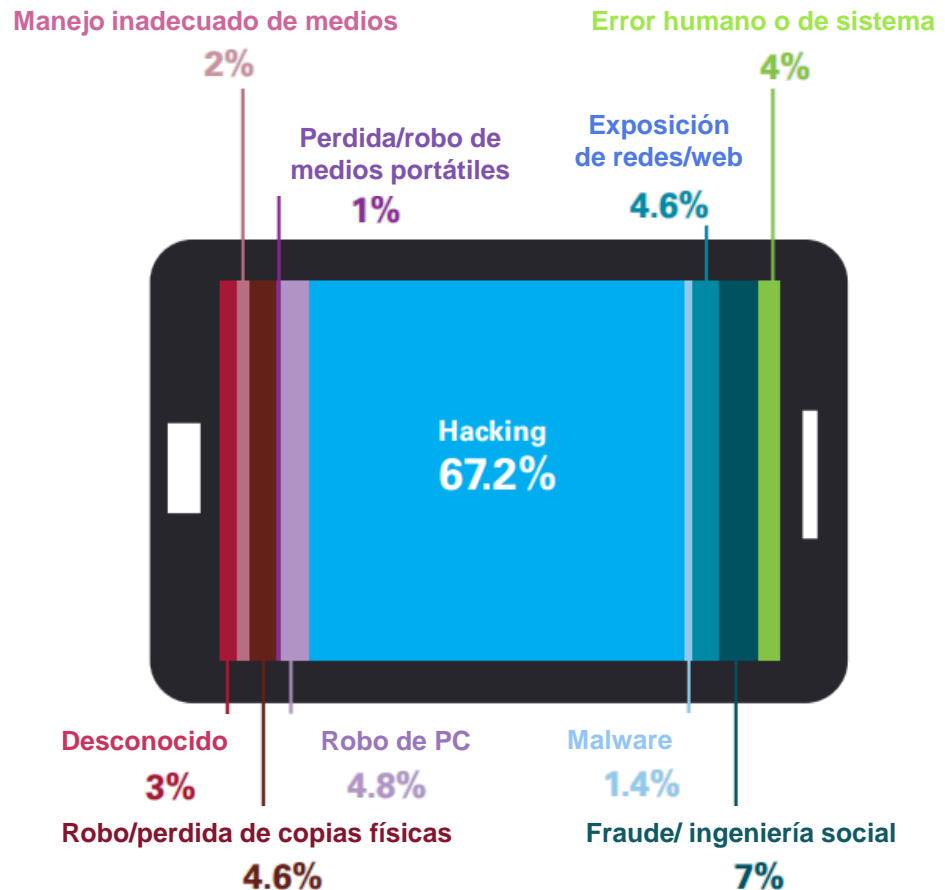 Manejo inadecuado de medios
2%
Error humano o de sistema
4%
Perdida/robo de
medios portátiles
1%
Exposición
de redes/web
4.6%
Hacking
67.2%
Desconocido
3%
Robo de PC
4.8%
Malware
1.4%
Robo/perdida de copias físicas
4.6%
Fraude/ ingeniería social
7%